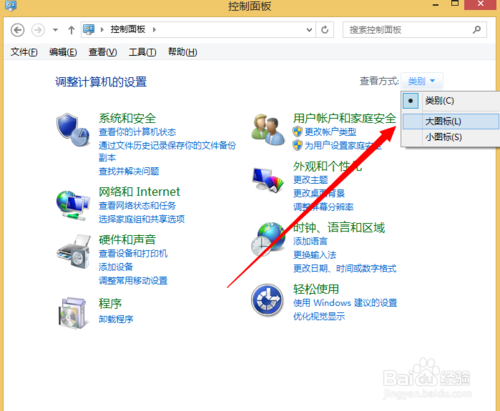 控制面板
控制面板
搜索控制面板
文件(F) 编辑(E) 查看(V) 工具(T) 帮助(H)
调整计算机的设置
查看方式: 类别
类别(C)
大图标(L)
小图标(S)
系统和安全
查看你的计算机状态
通过文件历史记录保存你的文件备份
副本
查找并解决问题
网络和 Internet
查看网络状态和任务
选择家庭组和共享选项
硬件和声音
查看设备和打印机
添加设备
调整常用移动设置
程序
卸载程序
用户帐户和家庭安全
更改帐户类型
为用户设置家庭安全
外观和个性化
更改主题
更改桌面背景
调整屏幕分辨率
时钟、语言和区域
添加语言
更换输入法
更改日期、时间或数字格式
轻松使用
使用 Windows 建议的设置
优化视觉显示
Baidu 经验